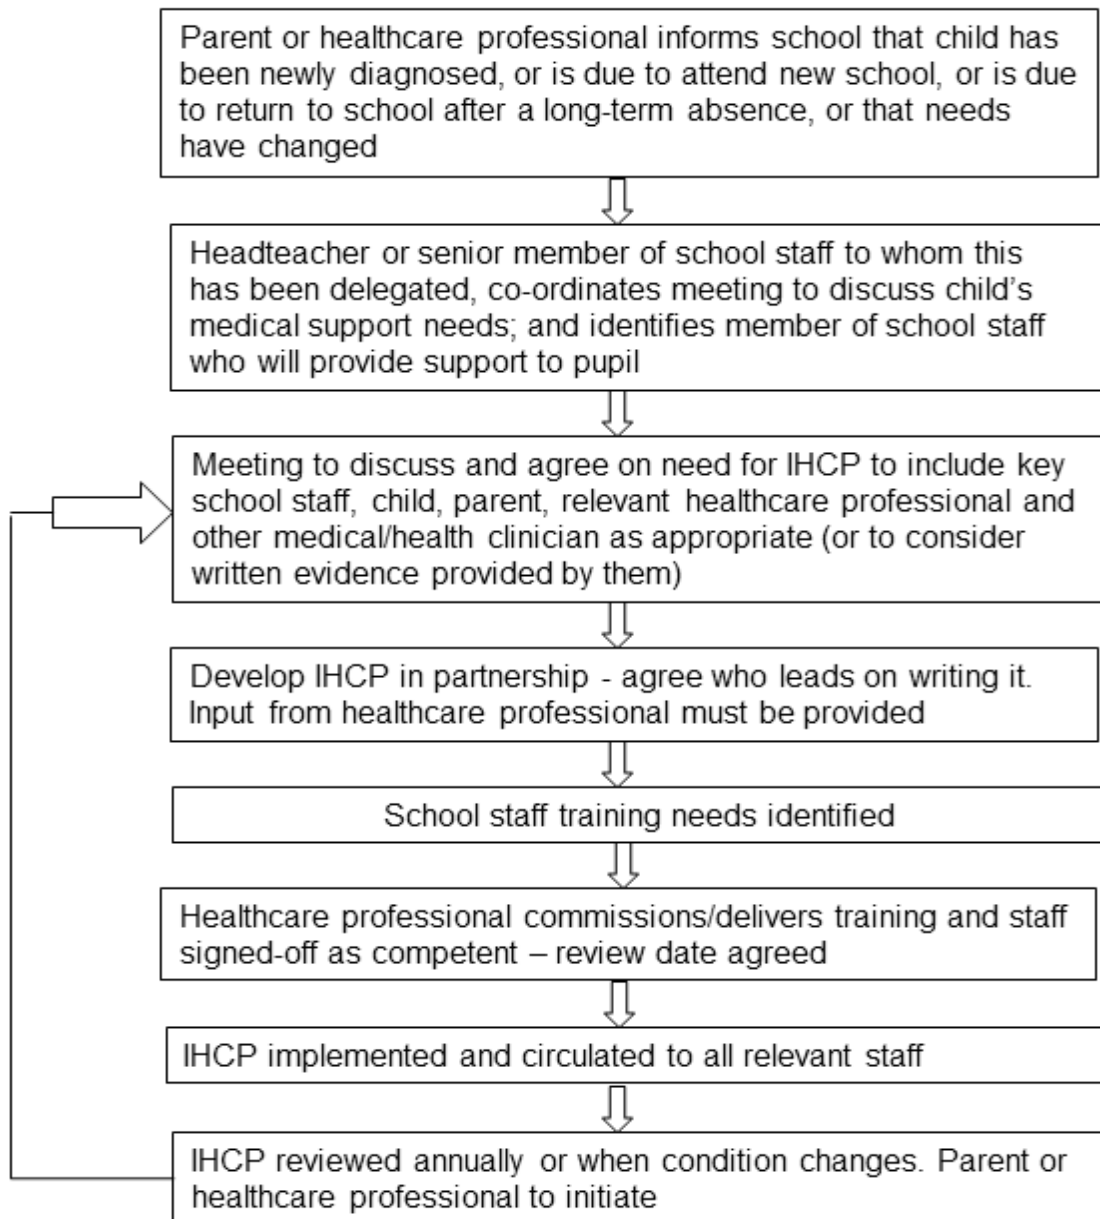 Parent or healthcare professional informs school that child has
been newly diagnosed, or is due to attend new school, or is due
to return to school after a long-term absence, or that needs
have changed
Headteacher or senior member of school staff to whom this
has been delegated, co-ordinates meeting to discuss child’s
medical support needs; and identifies member of school staff
who will provide support to pupil
Meeting to discuss and agree on need for IHCP to include key
school staff, child, parent, relevant healthcare professional and
other medical/health clinician as appropriate (or to consider
written evidence provided by them)
Develop IHCP in partnership - agree who leads on writing it.
Input from healthcare professional must be provided
School staff training needs identified
Healthcare professional commissions/delivers training and staff
signed-off as competent – review date agreed
IHCP implemented and circulated to all relevant staff
IHCP reviewed annually or when condition changes. Parent or
healthcare professional to initiate